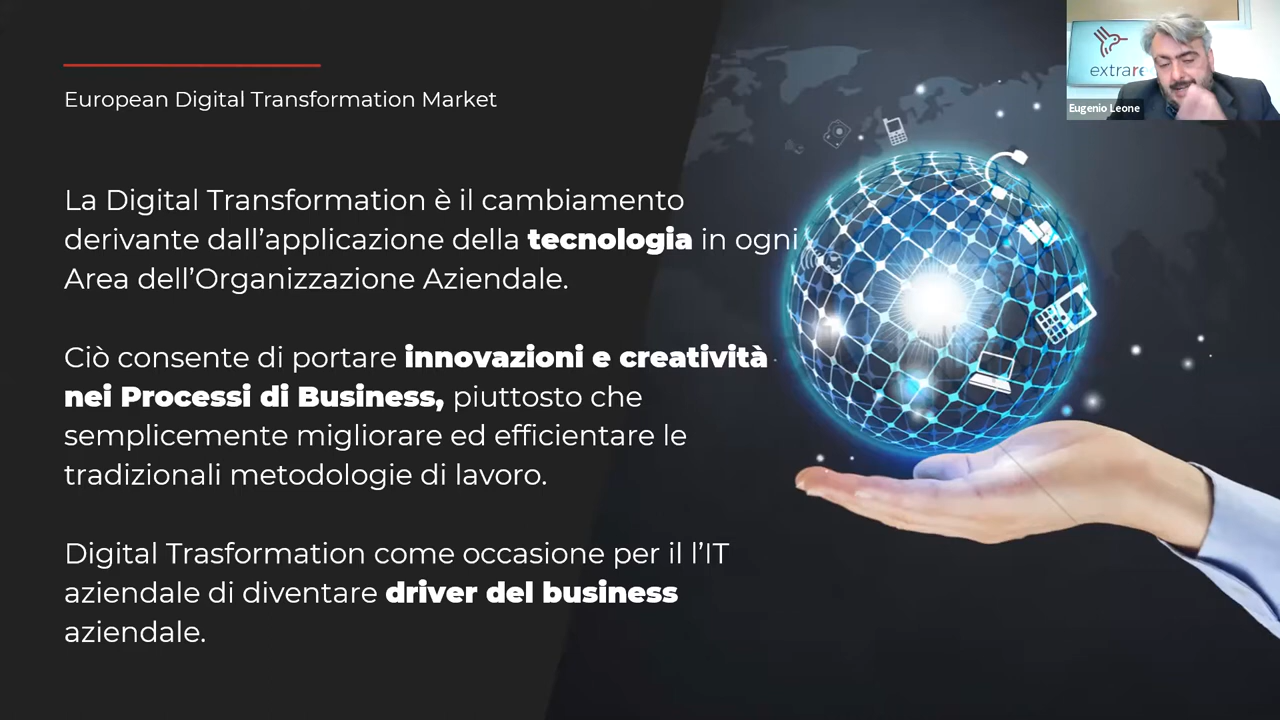 European Digital Transformation Market
La Digital Transformation è il cambiamento
derivante dall’applicazione della tecnologia in ogni
Area dell’Organizzazione Aziendale.
Ciò consente di portare innovazioni e creatività
nei Processi di Business, piuttosto che
semplicemente migliorare ed efficientare le
tradizionali metodologie di lavoro.
Digital Trasformation come occasione per il l’IT
aziendale di diventare driver del business
aziendale.
extrare
Eugenio Leone